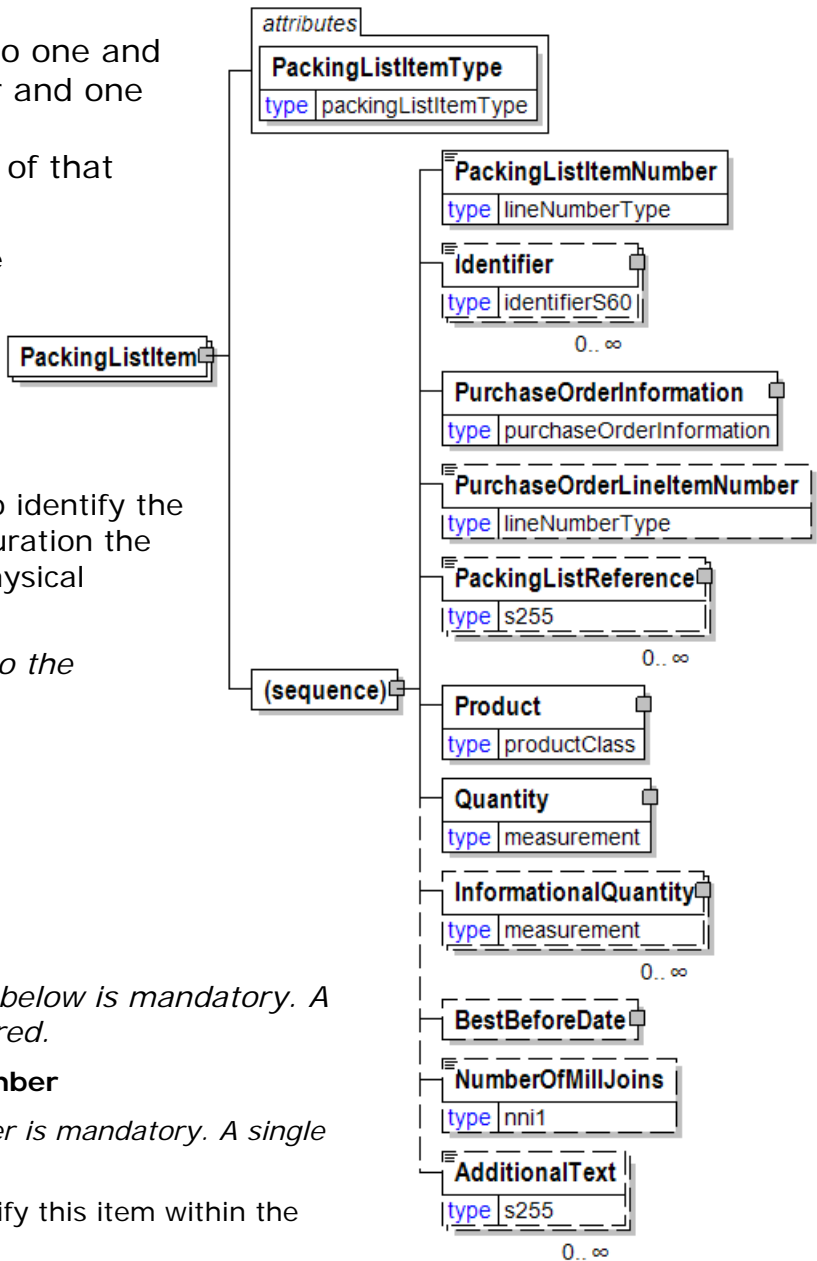 o one and
r and one
of that
e
o identify the
uration the
hysical
o the
below is mandatory. A
red.
nber
er is mandatory. A single
ify this item within the
attributes
PackingListItemType
type packingListItemType
PackingListItem
(sequence)
PackingListItemNumber
type lineNumberType
Identifier
type identifierS60
0.. ∞
PurchaseOrderInformation
type purchaseOrderInformation
PurchaseOrderLineItemNumber
type lineNumberType
PackingListReference
type s255
0.. ∞
Product
type productClass
Quantity
type measurement
InformationalQuantity
type measurement
0.. ∞
BestBeforeDate
NumberOfMillJoins
type nni1
AdditionalText
type s255
0.. ∞